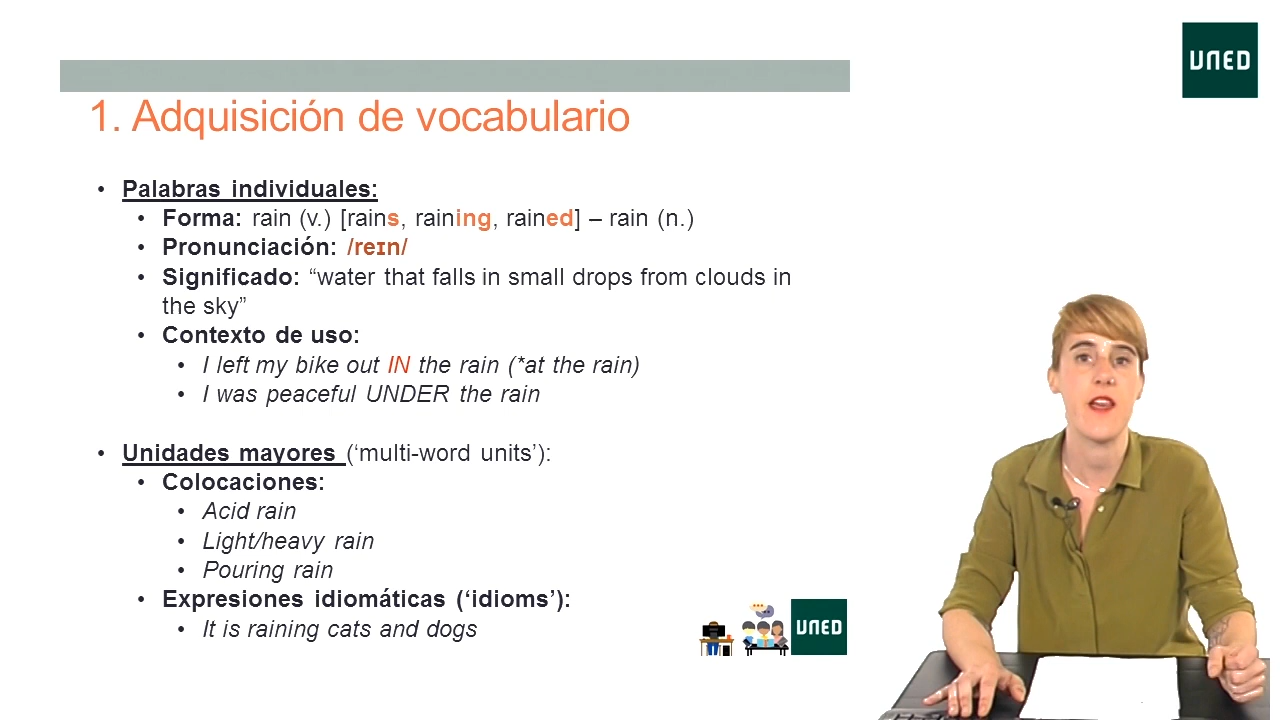 UNED
1. Adquisición de vocabulario
• Palabras individuales:
• Forma: rain (v.) [rains, raining, rained] – rain (n.)
• Pronunciación: /reɪn/
• Significado: “water that falls in small drops from clouds in
the sky”
• Contexto de uso:
• I left my bike out IN the rain (*at the rain)
• I was peaceful UNDER the rain
• Unidades mayores (‘multi-word units’):
• Colocaciones:
• Acid rain
• Light/heavy rain
• Pouring rain
• Expresiones idiomáticas (‘idioms’):
• It is raining cats and dogs
UNED